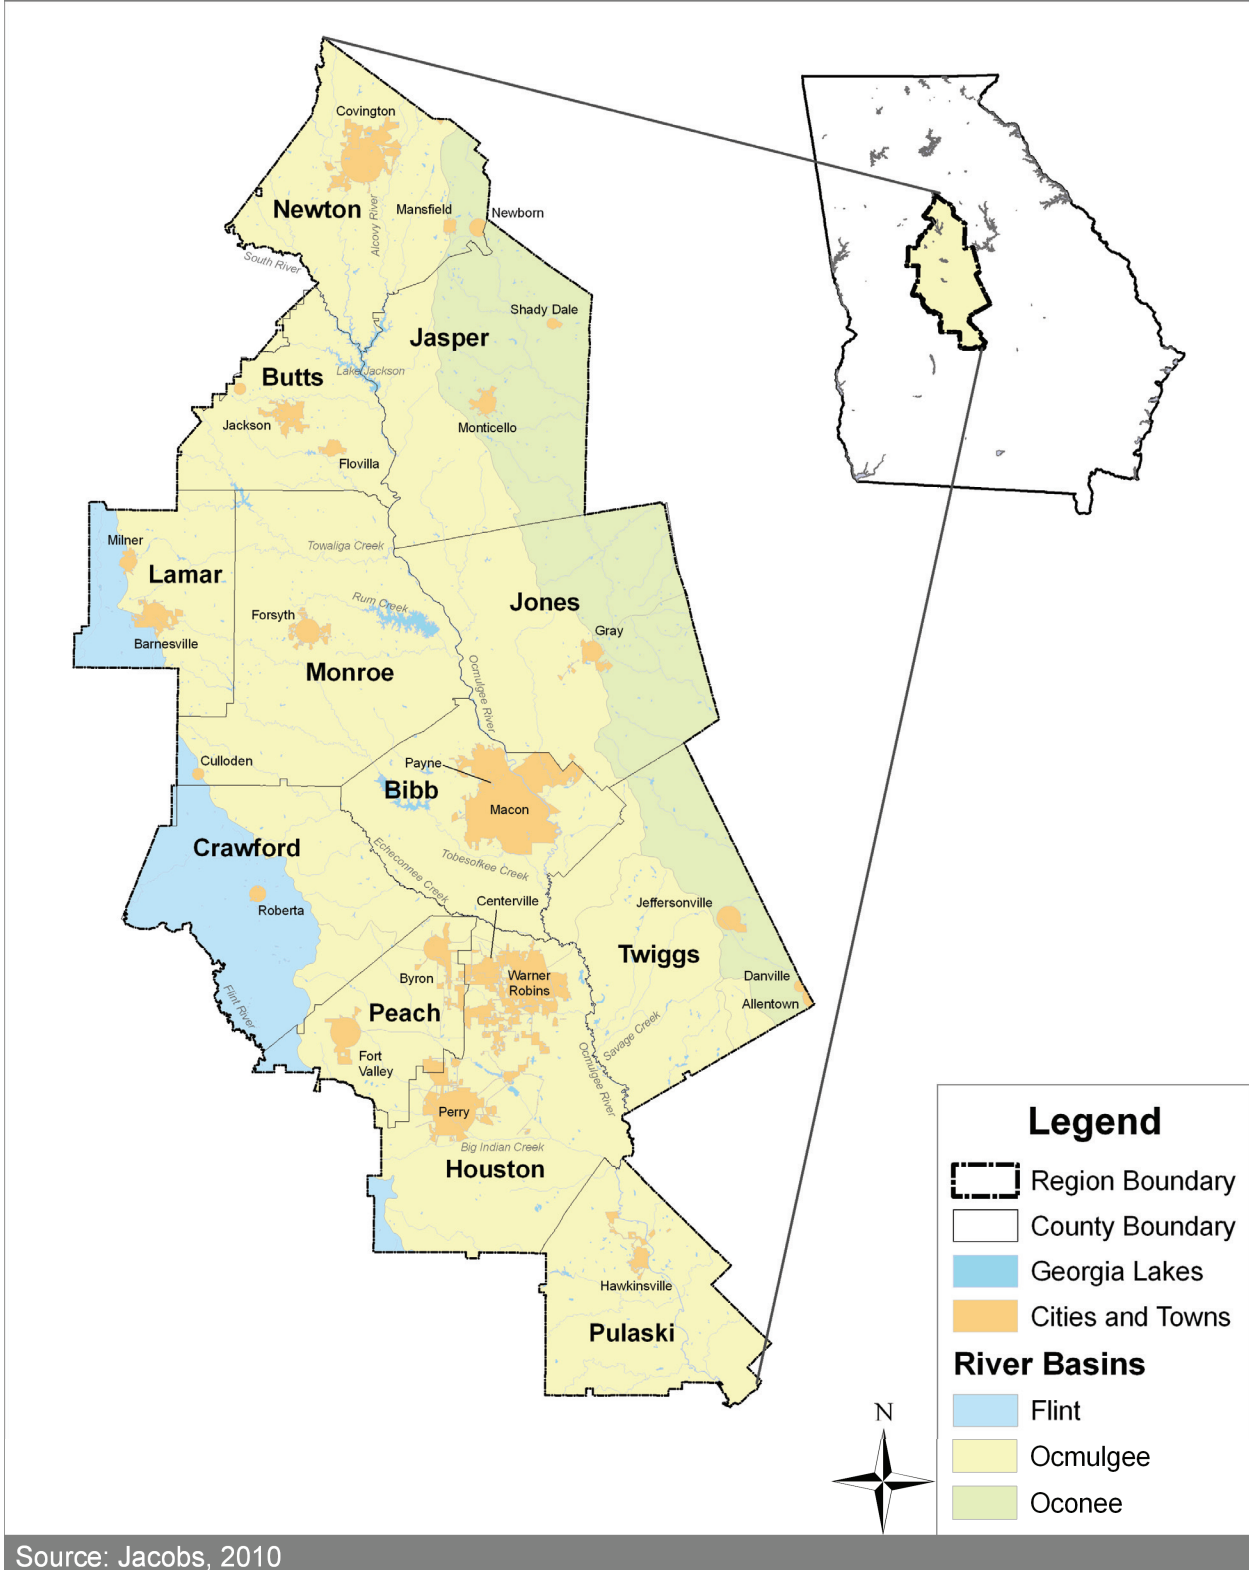 Covington
Newton
Mansfield
Newborn
Alcovy River
South River
Shady Dale
Jasper
Lake Jackson
Butts
Jackson
Monticello
Flovilla
Milner
Towaliga Creek
Lamar
Rum Creek
Jones
Forsyth
Gray
Barnesville
Monroe
Ocmulgee River
Culloden
Payne
Bibb
Macon
Crawford
Echeconnee Creek
Tobesofkee Creek
Centerville
Jeffersonville
Roberta
Twiggs
Byron
Warner
Robins
Danville
Allentown
Flint River
Peach
Savage Creek
Fort
Valley
Ocmulgee River
Perry
Big Indian Creek
Houston
Hawkinsville
Pulaski
Legend
Region Boundary
County Boundary
Georgia Lakes
Cities and Towns
River Basins
Flint
Ocmulgee
Oconee
N
Source: Jacobs, 2010